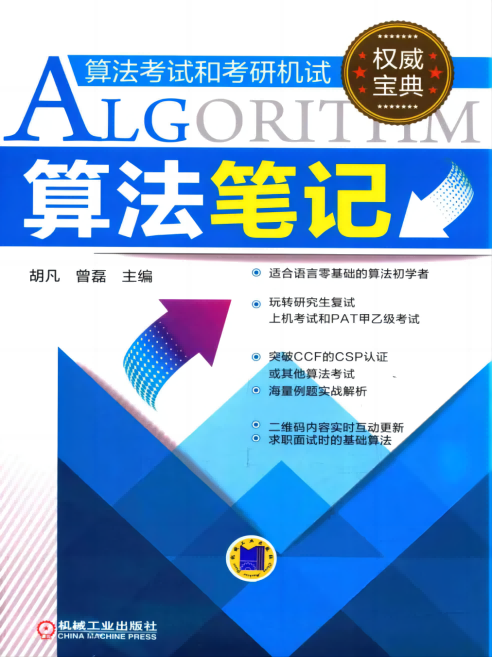 算法考试和考研机试
权威
宝典
ALGORITHM
算法笔记
胡凡 曾磊 主编
适合语言零基础的算法初学者
玩转研究生复试
上机考试和PAT甲乙级考试
突破CCF的CSP认证
或其他算法考试
海量例题实战解析
二维码内容实时互动更新
求职面试时的基础算法
机械工业出版社
CHINA MACHINE PRESS